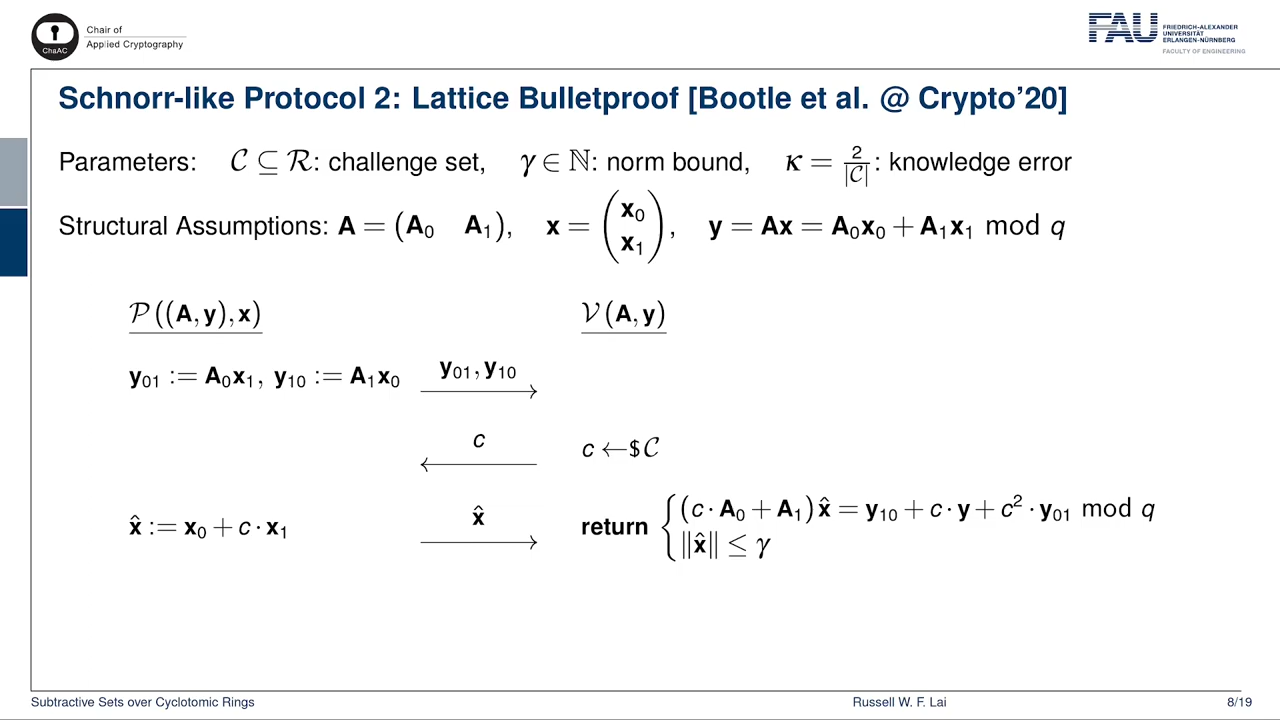 ChaAC
Chair of
Applied Cryptography
FAU
FRIEDRICH-ALEXANDER
UNIVERSITÄT
ERLANGEN-NÜRNBERG
FACULTY OF ENGINEERING
Schnorr-like Protocol 2: Lattice Bulletproof [Bootle et al. @ Crypto’20]
Parameters: 𝒞 ⊆ ℛ: challenge set, γ ∈ ℕ: norm bound, κ = 2/|𝒞| : knowledge error
Structural Assumptions: A = (A₀ A₁), x = (x₀ x₁), y = Ax = A₀x₀ + A₁x₁ mod q
𝒫((A, y), x) 𝒱(A, y)
y₀₁ := A₀x₁, y₁₀ := A₁x₀ y₀₁, y₁₀
c c ←$ 𝒞
x̂ := x₀ + c · x₁ x̂ return { (c · A₀ + A₁) x̂ = y₁₀ + c · y + c² · y₀₁ mod q
‖x̂‖ ≤ γ
Subtractive Sets over Cyclotomic Rings Russell W. F. Lai 8/19